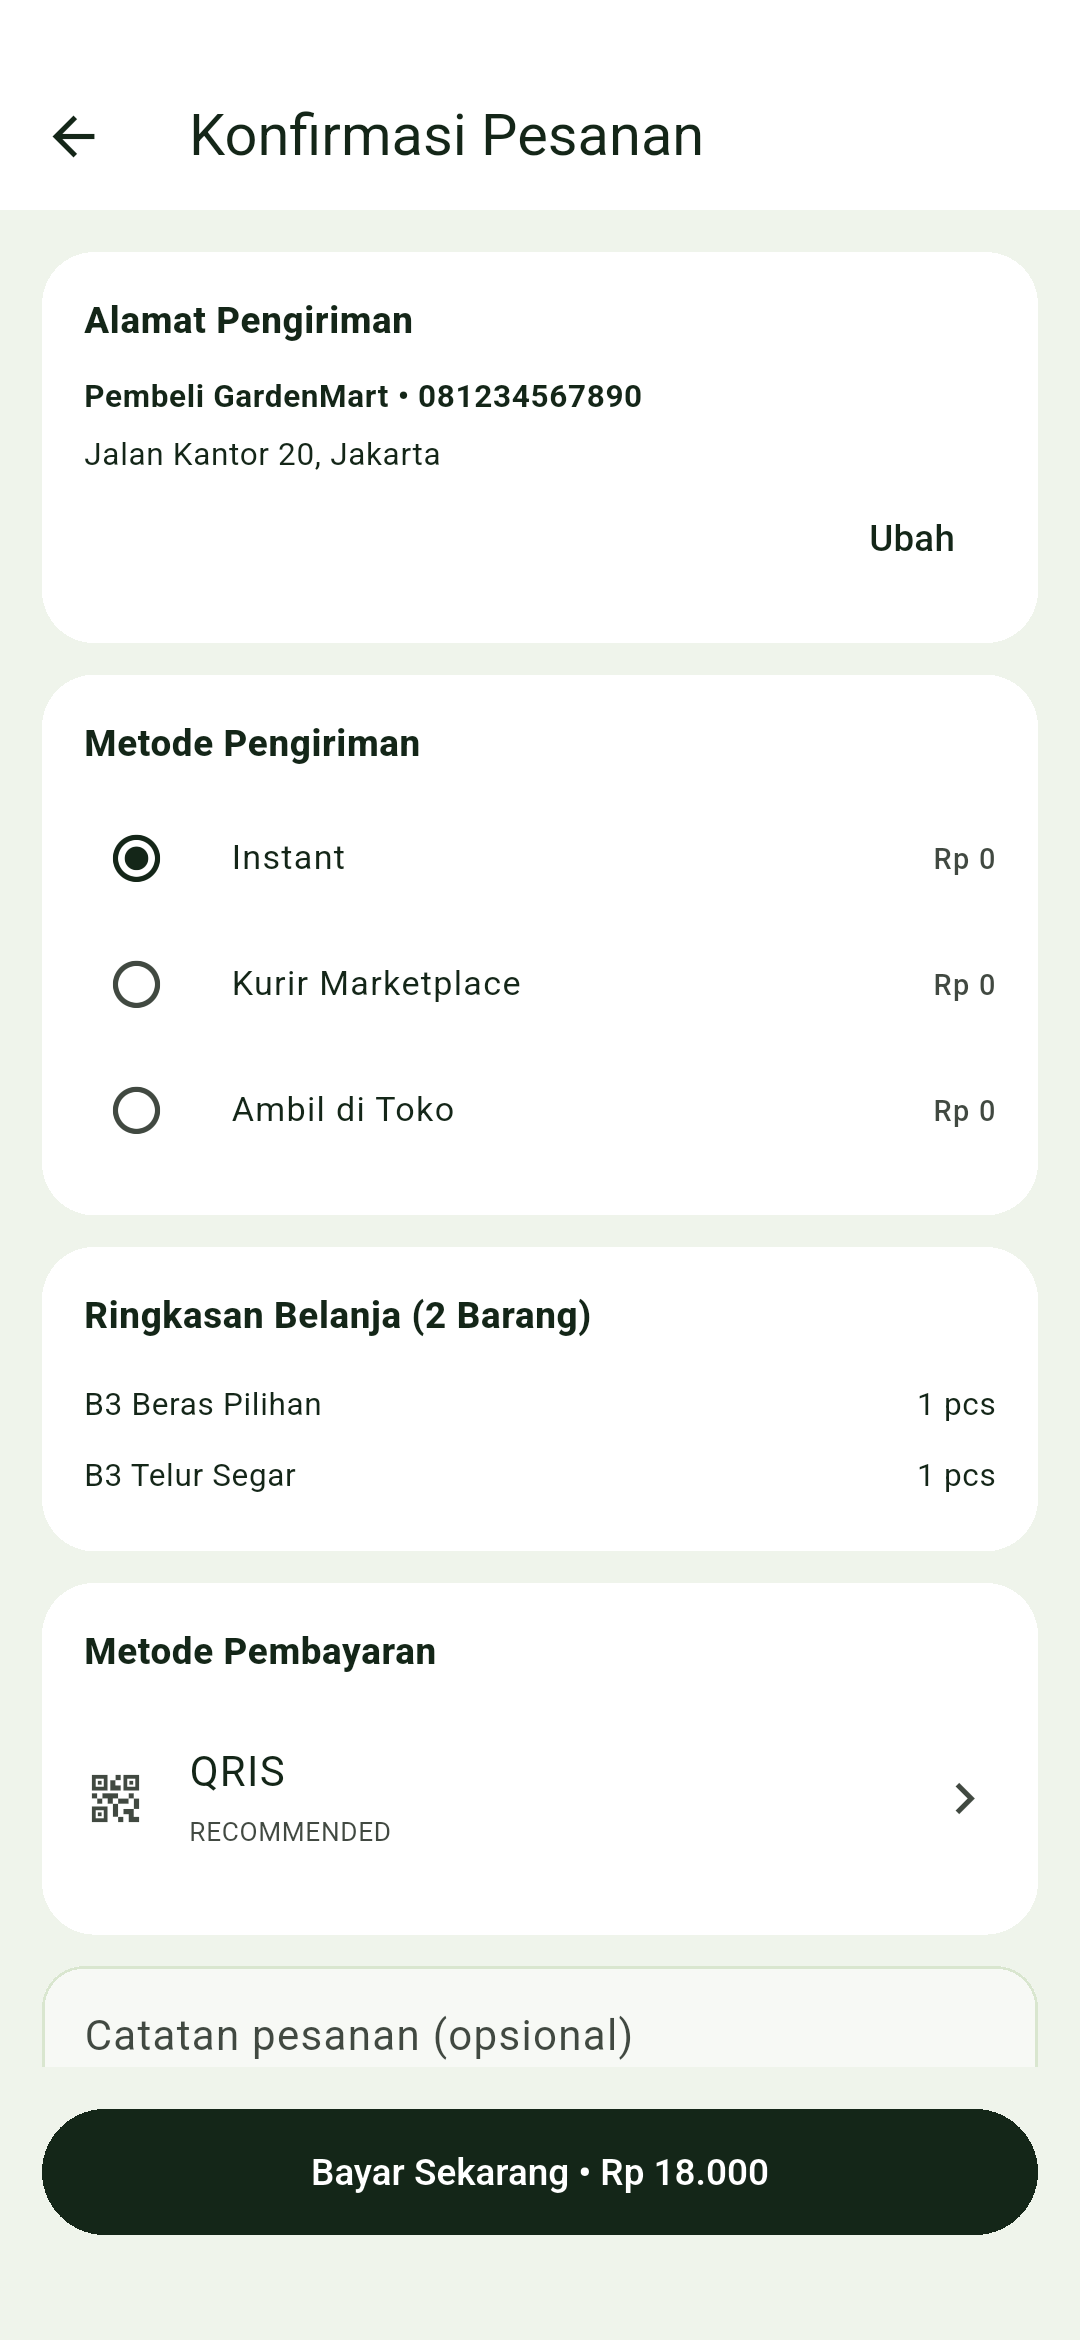 Konfirmasi Pesanan
Alamat Pengiriman
Pembeli GardenMart • 081234567890
Jalan Kantor 20, Jakarta
Ubah
Metode Pengiriman
Instant Rp 0
Kurir Marketplace Rp 0
Ambil di Toko Rp 0
Ringkasan Belanja (2 Barang)
B3 Beras Pilihan 1 pcs
B3 Telur Segar 1 pcs
Metode Pembayaran
QRIS
RECOMMENDED
Catatan pesanan (opsional)
Bayar Sekarang • Rp 18.000